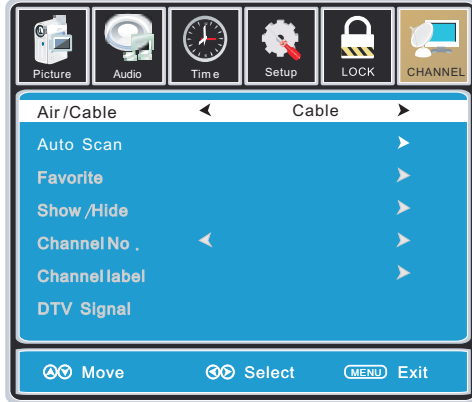 Picture Audio Time Setup LOCK CHANNEL
Air/Cable Cable
Auto Scan
Favorite
Show /Hide
Channel No .
Channel label
DTV Signal
Move Select MENU Exit